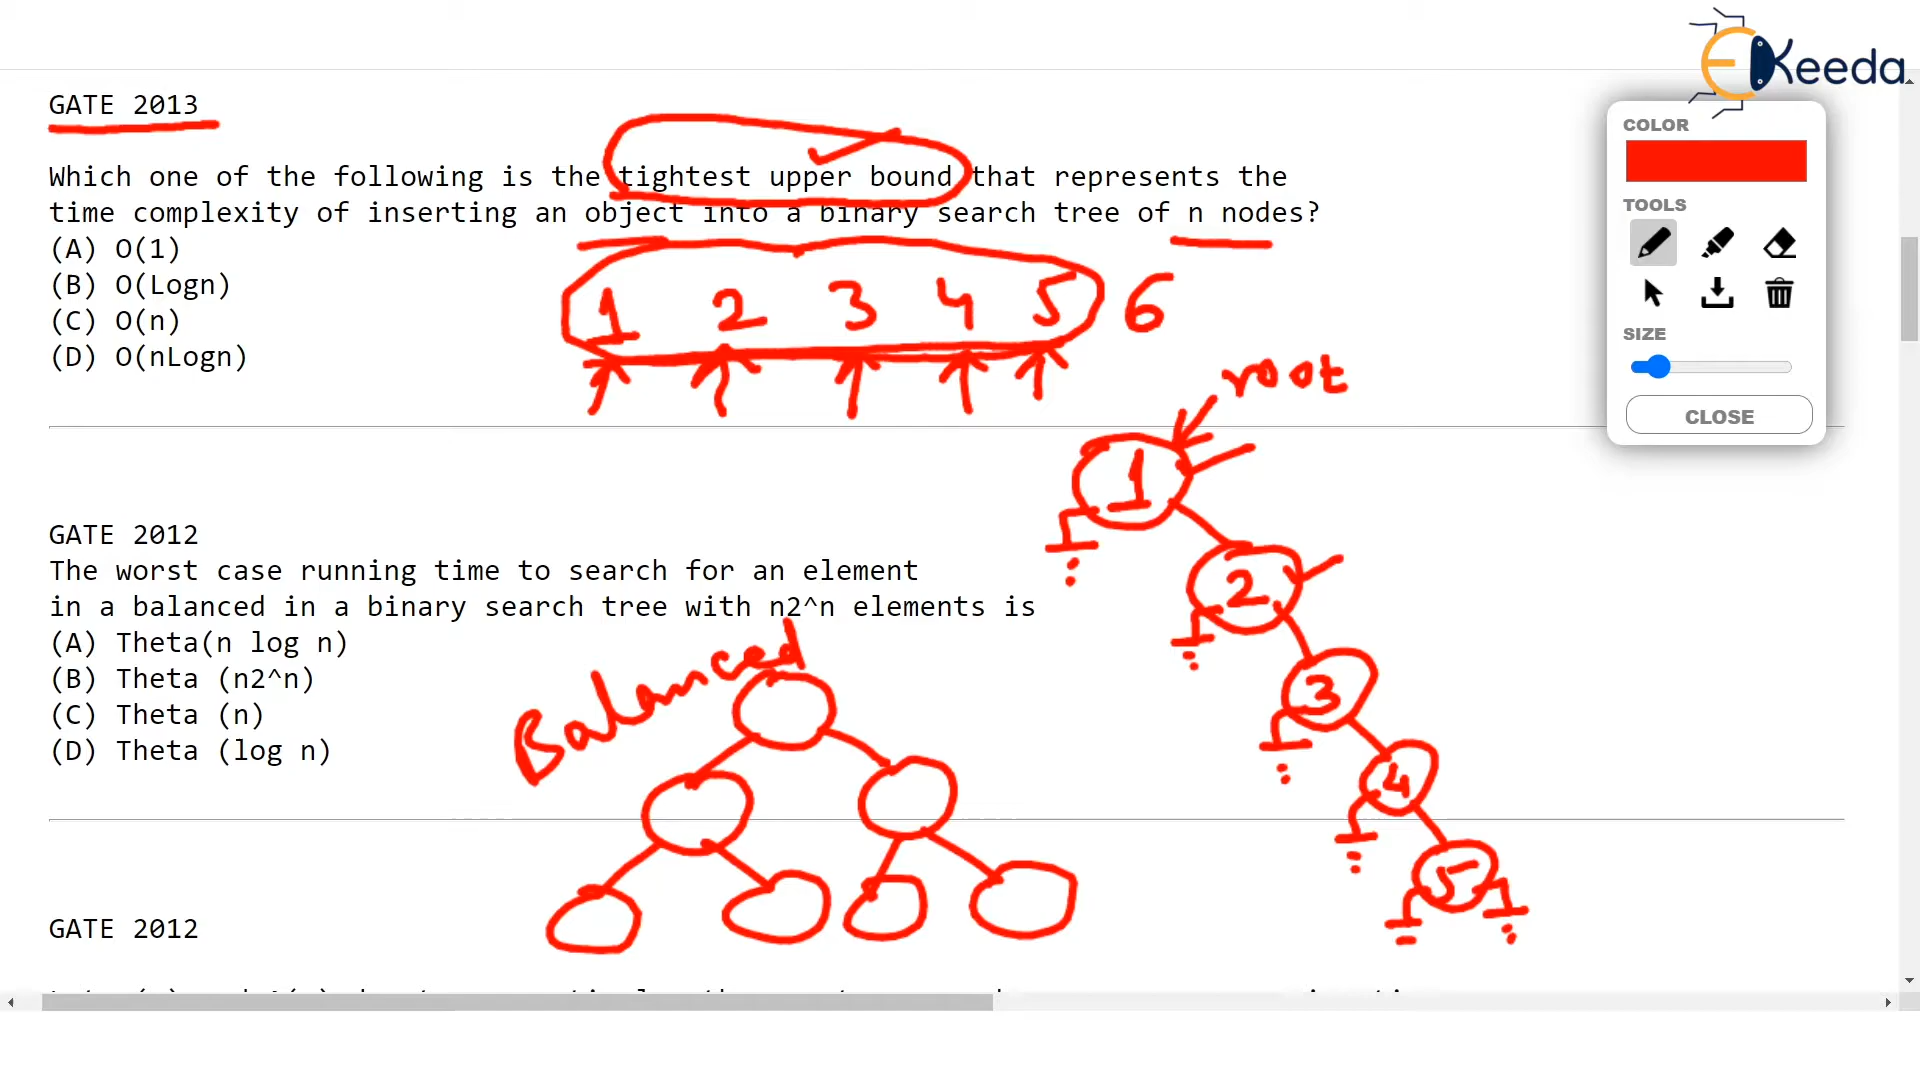 EKeeda
GATE 2013
Which one of the following is the tightest upper bound that represents the
time complexity of inserting an object into a binary search tree of n nodes?
(A) O(1)
(B) O(Logn)
(C) O(n)
(D) O(nLogn)
1 2 3 4 5 6
root
1
2
3
4
5
GATE 2012
The worst case running time to search for an element
in a balanced in a binary search tree with n2^n elements is
(A) Theta(n log n)
(B) Theta (n2^n)
(C) Theta (n)
(D) Theta (log n)
Balanced
GATE 2012
COLOR
TOOLS
SIZE
CLOSE